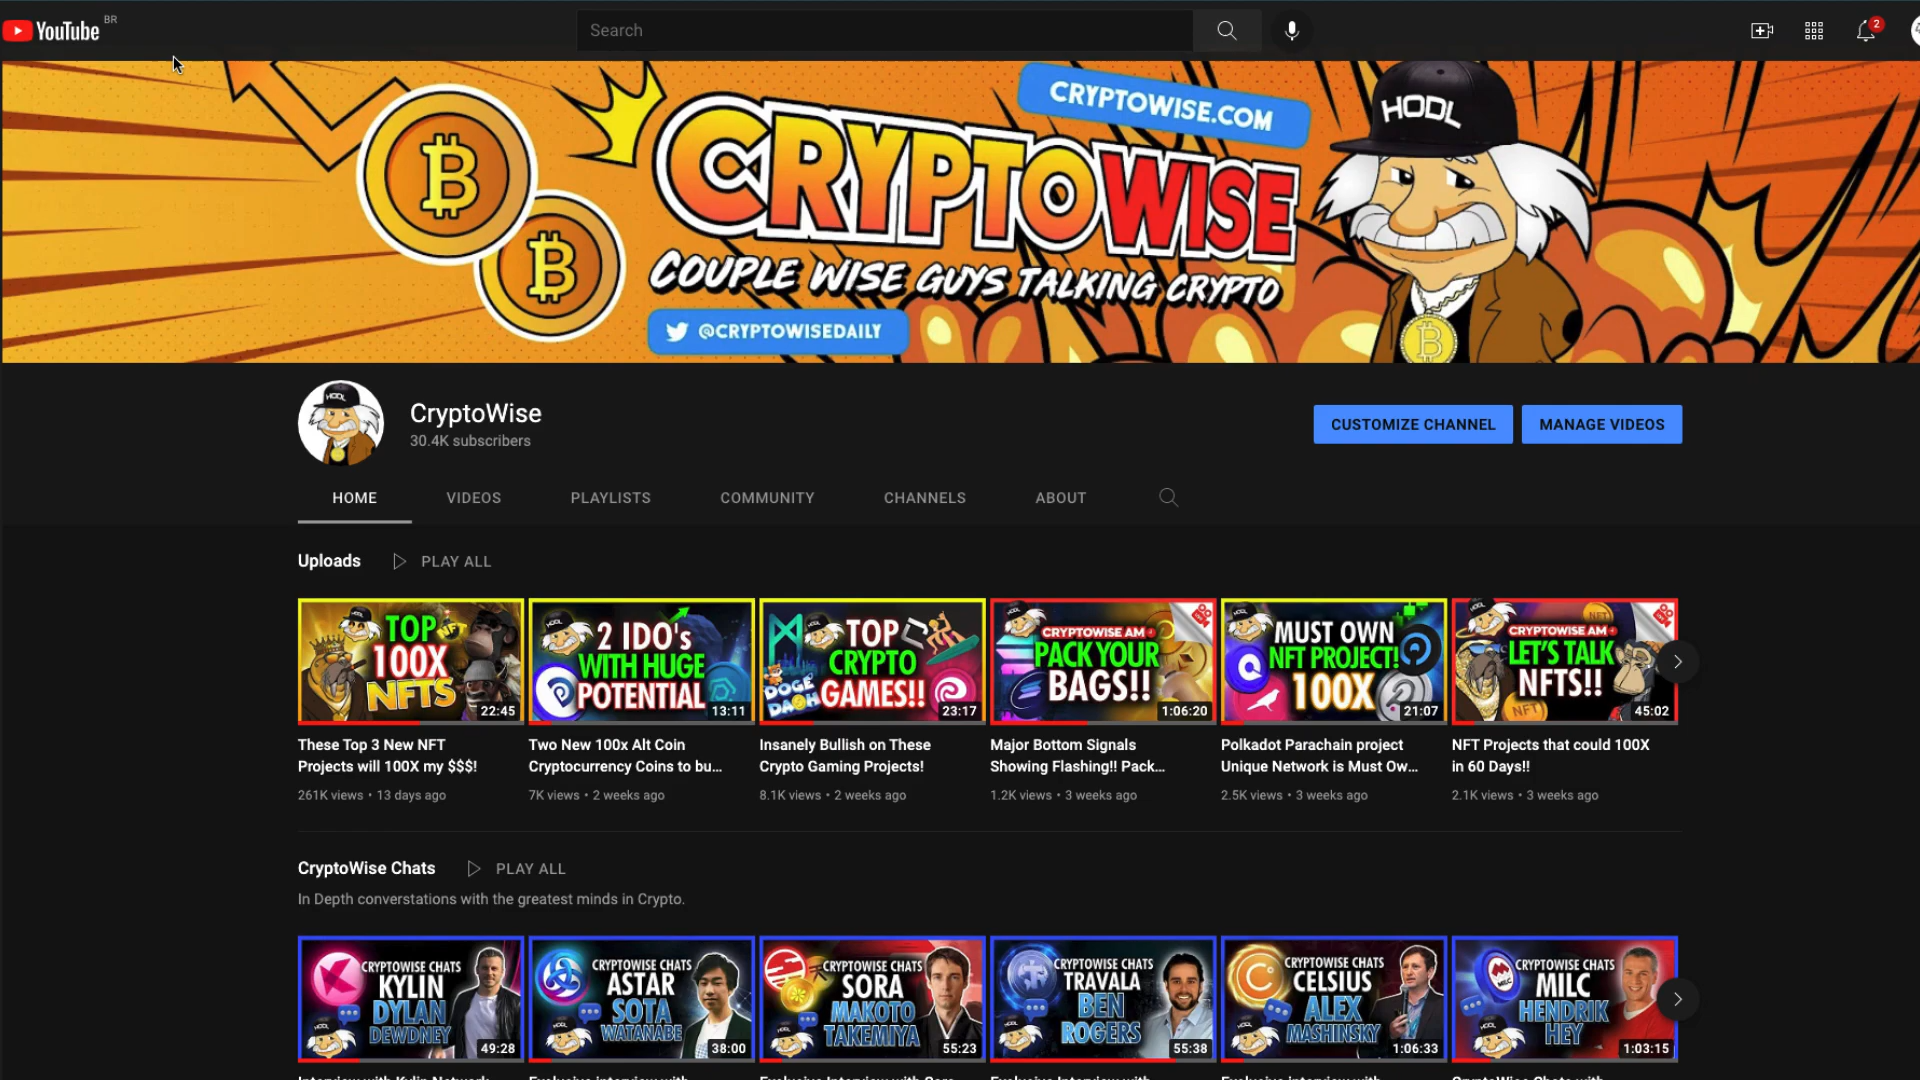 YouTube BR
Search
2
CRYPTOWISE.COM
HODL
CRYPTOWISE
COUPLE WISE GUYS TALKING CRYPTO
@CRYPTOWISEDAILY
HODL
CryptoWise
30.4K subscribers
CUSTOMIZE CHANNEL
MANAGE VIDEOS
HOME VIDEOS PLAYLISTS COMMUNITY CHANNELS ABOUT
Uploads PLAY ALL
TOP
100X
NFTS
22:45
2 IDO's
WITH HUGE
POTENTIAL
13:11
TOP
CRYPTO
GAMES!!
DOGE
DASH
23:17
CRYPTOWISE AM
PACK YOUR
BAGS!!
1:06:20
MUST OWN
NFT PROJECT!
100X
21:07
CRYPTOWISE AM
LET'S TALK
NFTS!!
NFT
45:02
These Top 3 New NFT
Projects will 100X my $$$!
261K views • 13 days ago
Two New 100x Alt Coin
Cryptocurrency Coins to bu...
7K views • 2 weeks ago
Insanely Bullish on These
Crypto Gaming Projects!
8.1K views • 2 weeks ago
Major Bottom Signals
Showing Flashing!! Pack...
1.2K views • 3 weeks ago
Polkadot Parachain project
Unique Network is Must Ow...
2.5K views • 3 weeks ago
NFT Projects that could 100X
in 60 Days!!
2.1K views • 3 weeks ago
CryptoWise Chats PLAY ALL
In Depth converstations with the greatest minds in Crypto.
CRYPTOWISE CHATS
KYLIN
DYLAN
DEWDNEY
49:28
CRYPTOWISE CHATS
ASTAR
SOTA
WATANABE
38:00
CRYPTOWISE CHATS
SORA
MAKOTO
TAKEMIYA
55:23
CRYPTOWISE CHATS
TRAVALA
BEN
ROGERS
55:38
CRYPTOWISE CHATS
CELSIUS
ALEX
MASHINSKY
1:06:33
CRYPTOWISE CHATS
MILC
HENDRIK
HEY
1:03:15